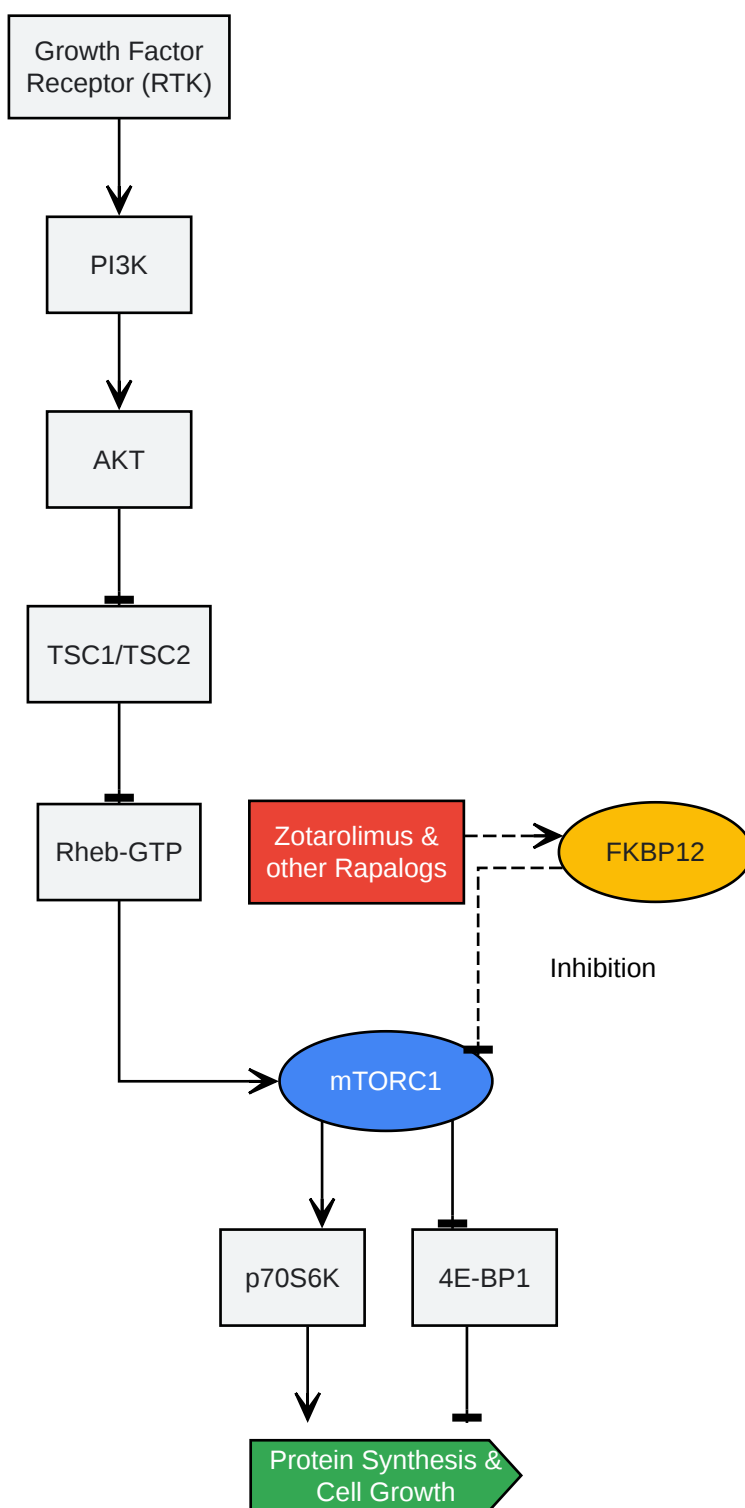 Growth Factor
Receptor (RTK)
PI3K
AKT
TSC1/TSC2
Rheb-GTP
Zotarolimus &
other Rapalogs
FKBP12
Inhibition
mTORC1
p70S6K
4E-BP1
Protein Synthesis &
Cell Growth